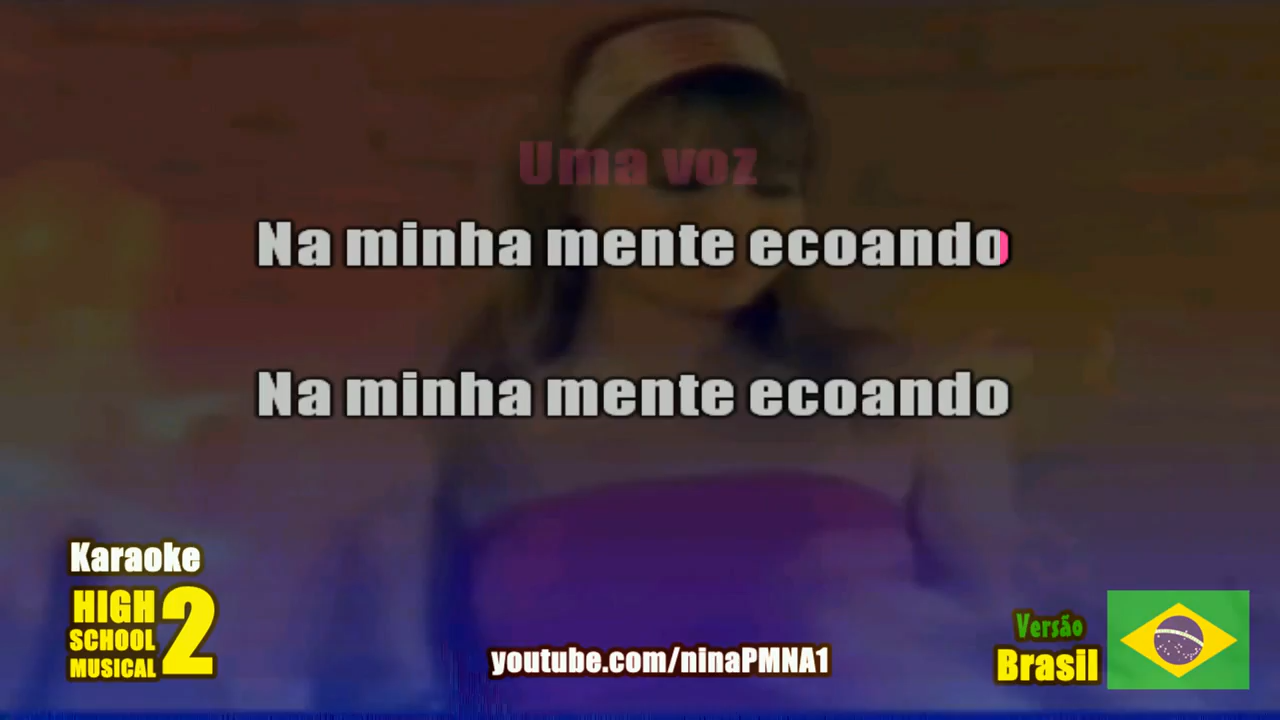 Uma voz
Na minha mente ecoando
Na minha mente ecoando
Karaoke
HIGH
SCHOOL
MUSICAL 2
youtube.com/ninaPMNA1
Versão
Brasil